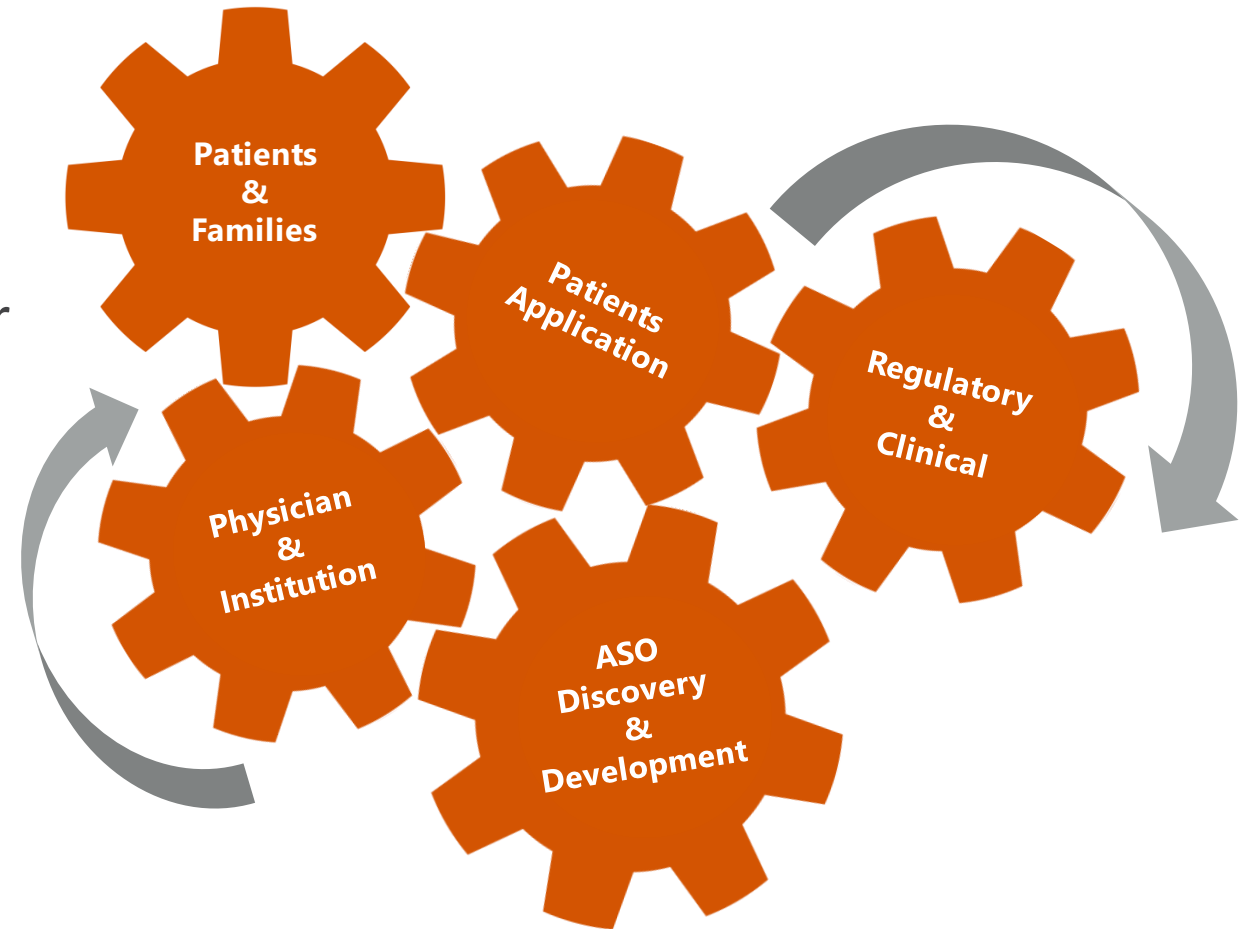 Patients
&
Families
Patients
Application
Regulatory
&
Clinical
Physician
&
Institution
ASO
Discovery
&
Development
r